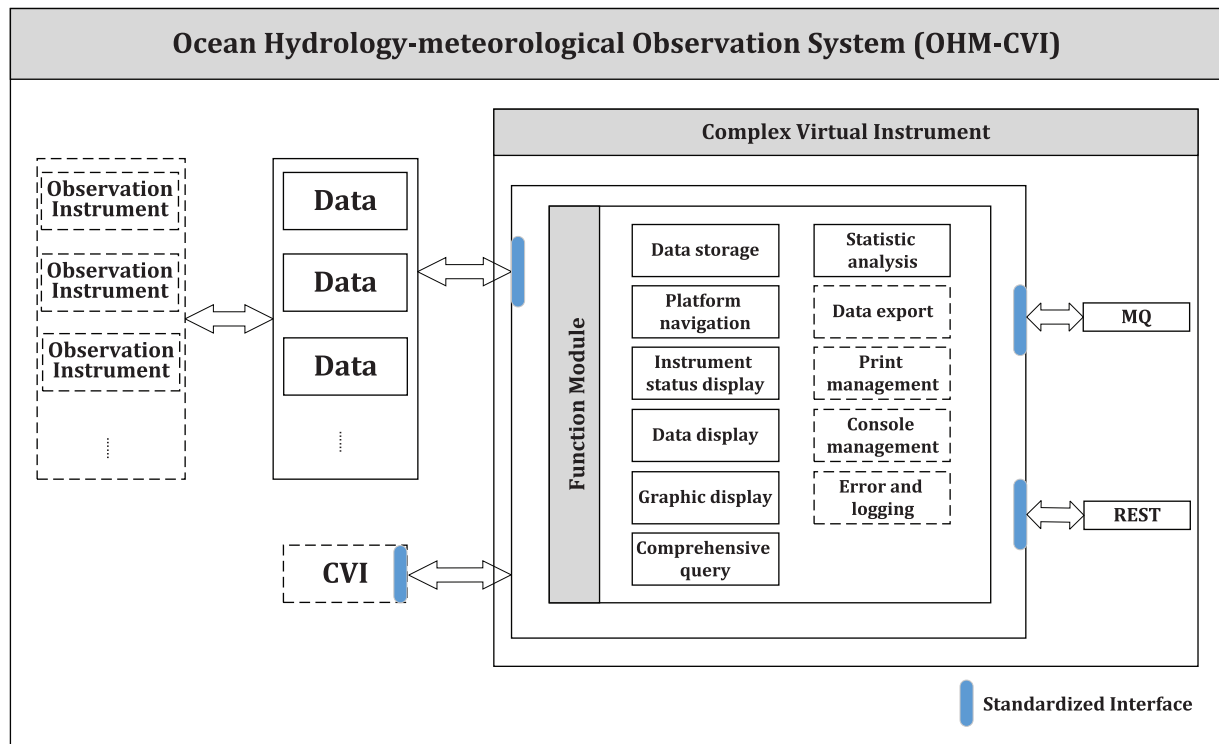 Ocean Hydrology-meteorological Observation System (OHM-CVI)
Complex Virtual Instrument
Observation
Instrument
Observation
Instrument
Observation
Instrument
......
Data
Data
Data
......
CVI
Function Module
Data storage
Platform
navigation
Instrument
status display
Data display
Graphic display
Comprehensive
query
Statistic
analysis
Data export
Print
management
Console
management
Error and
logging
MQ
REST
Standardized Interface